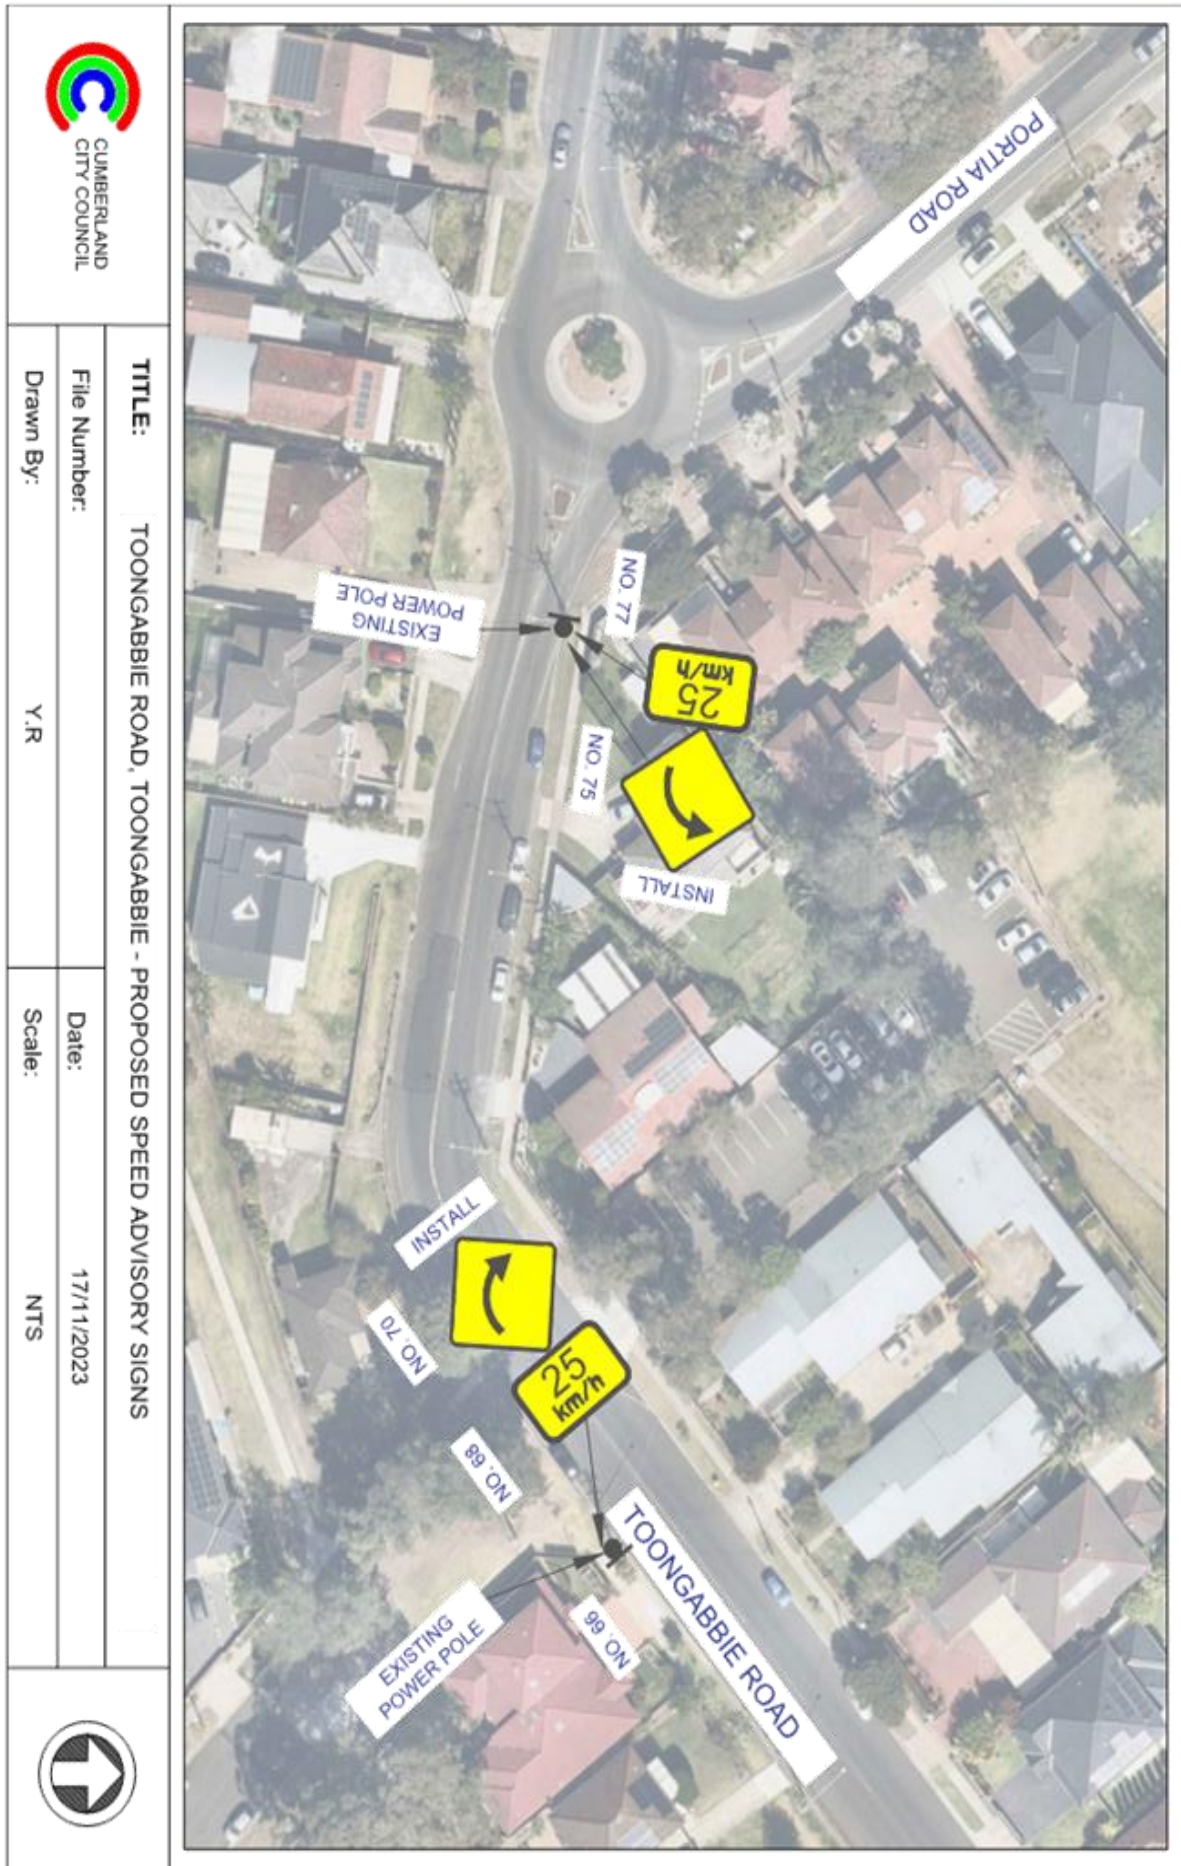 PORTIA ROAD
NO. 77
EXISTING
POWER POLE
25
km/h
NO. 75
INSTALL
INSTALL
NO. 70
25
km/h
NO. 68
TOONGABBIE ROAD
NO. 66
EXISTING
POWER POLE
CUMBERLAND
CITY COUNCIL
TITLE: TOONGABBIE ROAD, TOONGABBIE - PROPOSED SPEED ADVISORY SIGNS
File Number:
Date: 17/11/2023
Drawn By: Y.R
Scale: NTS